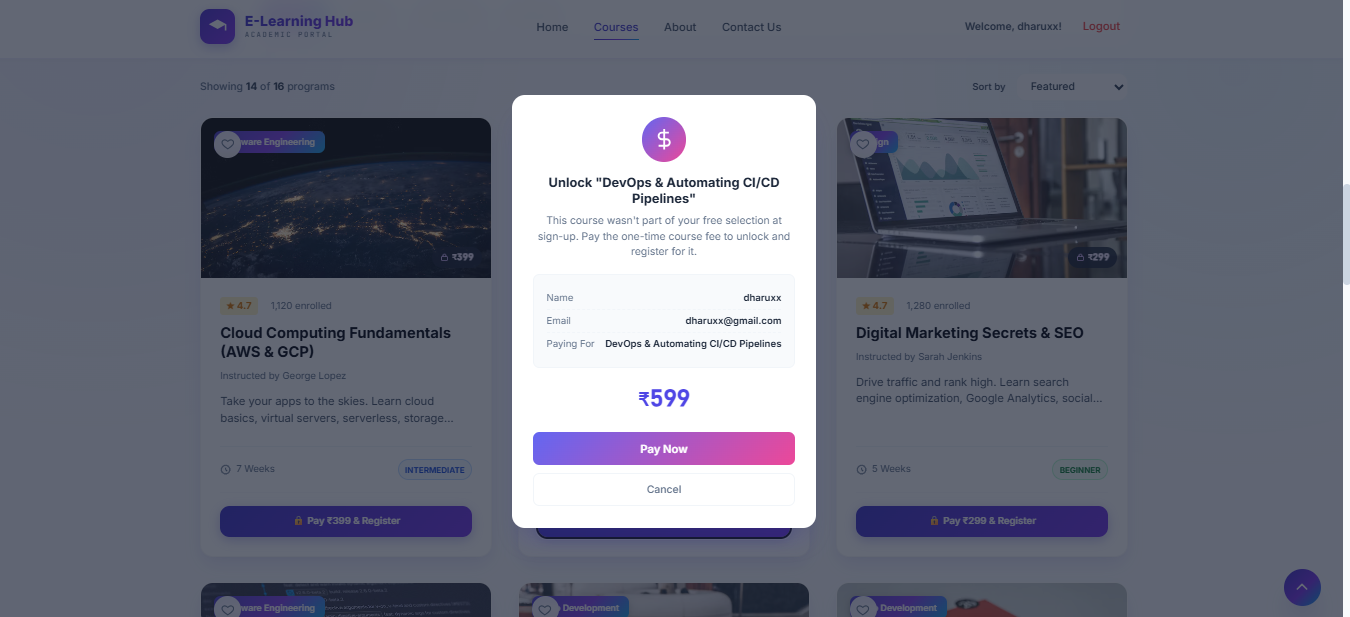 E-Learning Hub
ACADEMIC PORTAL
Home
Courses
About
Contact Us
Welcome, dharuxx!
Logout
Showing 14 of 16 programs
Sort by
Featured
ware Engineering
₹399
★ 4.7
1,120 enrolled
Cloud Computing Fundamentals
(AWS & GCP)
Instructed by George Lopez
Take your apps to the skies. Learn cloud
basics, virtual servers, serverless, storage...
7 Weeks
INTERMEDIATE
Pay ₹399 & Register
Unlock "DevOps & Automating CI/CD
Pipelines"
This course wasn't part of your free selection at
sign-up. Pay the one-time course fee to unlock and
register for it.
Name
dharuxx
Email
dharuxx@gmail.com
Paying For
DevOps & Automating CI/CD Pipelines
₹599
Pay Now
Cancel
₹299
★ 4.7
1,280 enrolled
Digital Marketing Secrets & SEO
Instructed by Sarah Jenkins
Drive traffic and rank high. Learn search
engine optimization, Google Analytics, social...
5 Weeks
BEGINNER
Pay ₹299 & Register
ware Engineering
Development
Development